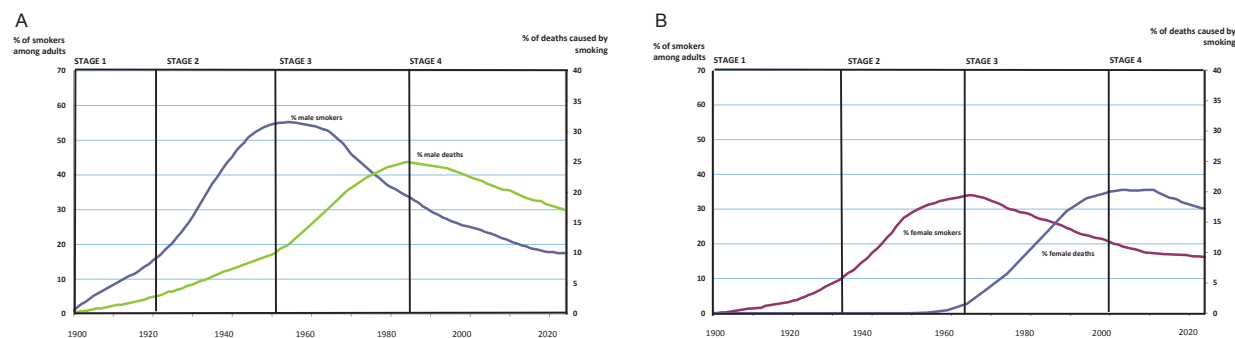 A
% of smokers
among adults
% of deaths caused by
smoking
STAGE 1 STAGE 2 STAGE 3 STAGE 4
70 40
60 35
50 30
40 25
30 20
20 15
10 10
0 5
0
% male smokers
% male deaths
1900 1920 1940 1960 1980 2000 2020
B
% of smokers
among adults
% of deaths caused by
smoking
STAGE 1 STAGE 2 STAGE 3 STAGE 4
70 40
60 35
50 30
40 25
30 20
20 15
10 10
0 5
0
% female smokers
% female deaths
1900 1920 1940 1960 1980 2000 2020